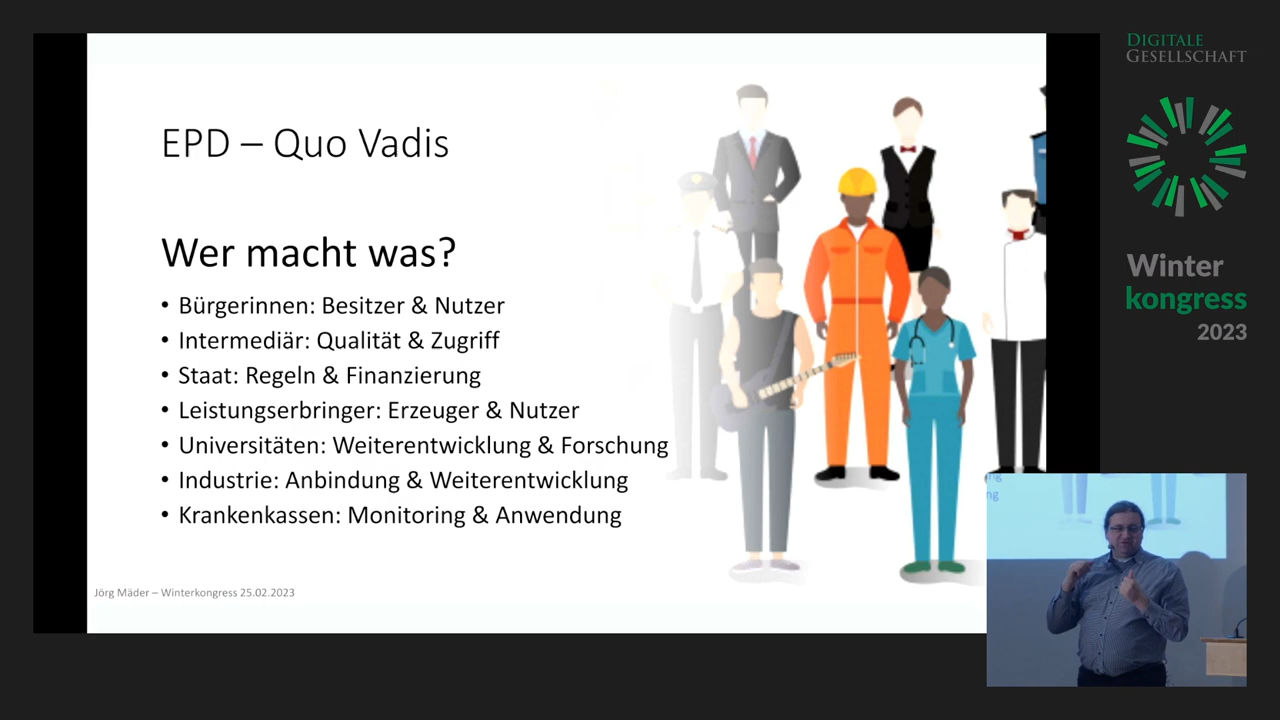 EPD – Quo Vadis
Wer macht was?
• Bürgerinnen: Besitzer & Nutzer
• Intermediär: Qualität & Zugriff
• Staat: Regeln & Finanzierung
• Leistungserbringer: Erzeuger & Nutzer
• Universitäten: Weiterentwicklung & Forschung
• Industrie: Anbindung & Weiterentwicklung
• Krankenkassen: Monitoring & Anwendung
Jörg Mäder – Winterkongress 25.02.2023
DIGITALE
GESELLSCHAFT
Winter
kongress
2023
ng
ng